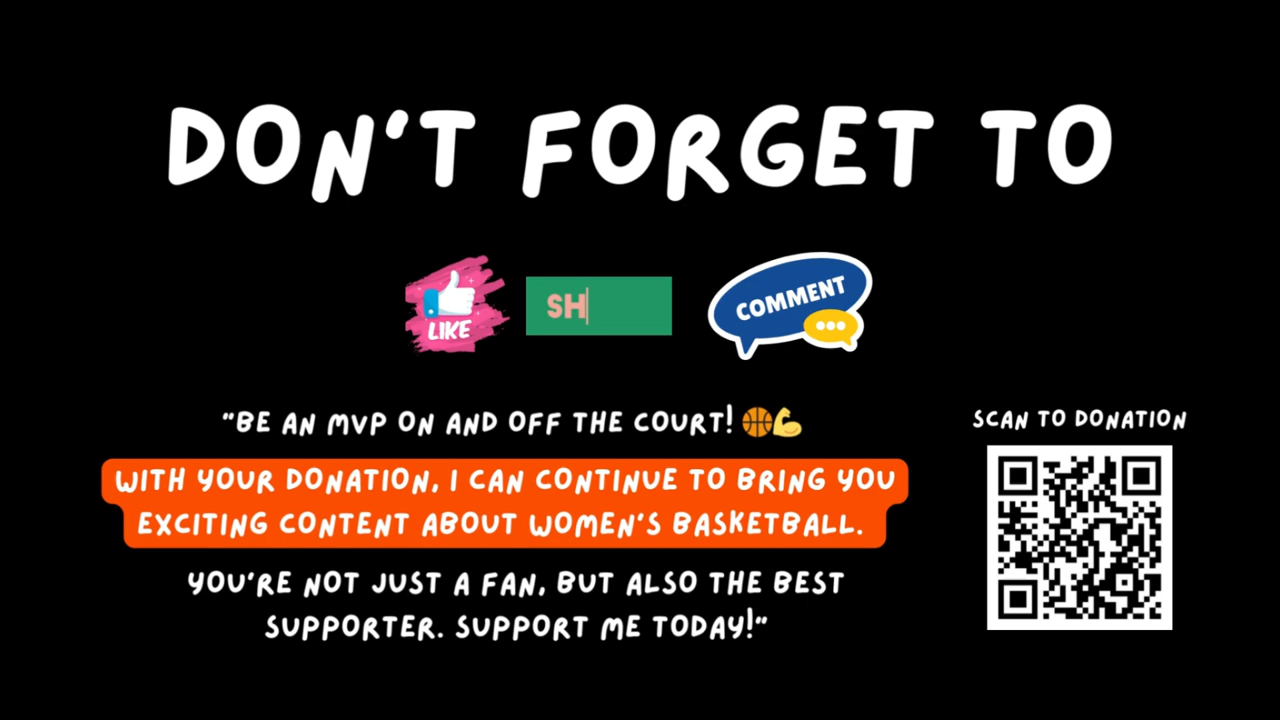 DON'T FORGET TO
LIKE
SH
COMMENT
"BE AN MVP ON AND OFF THE COURT! 🏀💪
WITH YOUR DONATION, I CAN CONTINUE TO BRING YOU
EXCITING CONTENT ABOUT WOMEN'S BASKETBALL.
YOU'RE NOT JUST A FAN, BUT ALSO THE BEST
SUPPORTER. SUPPORT ME TODAY!"
SCAN TO DONATION